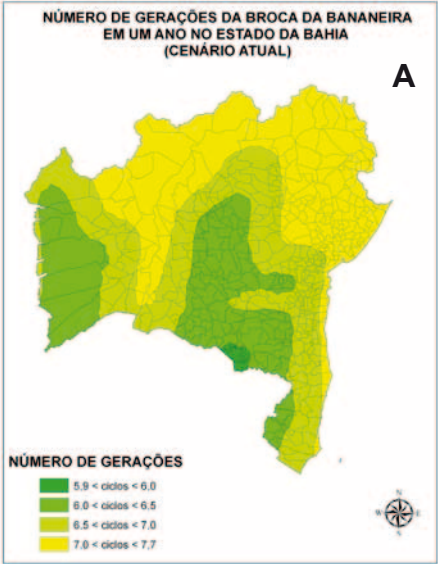 NÚMERO DE GERAÇÕES DA BROCA DA BANANEIRA
EM UM ANO NO ESTADO DA BAHIA
(CENÁRIO ATUAL)
A
NÚMERO DE GERAÇÕES
5.9 < ciclos < 6.0
6.0 < ciclos < 6.5
6.5 < ciclos < 7.0
7.0 < ciclos < 7.7
N
W E
S